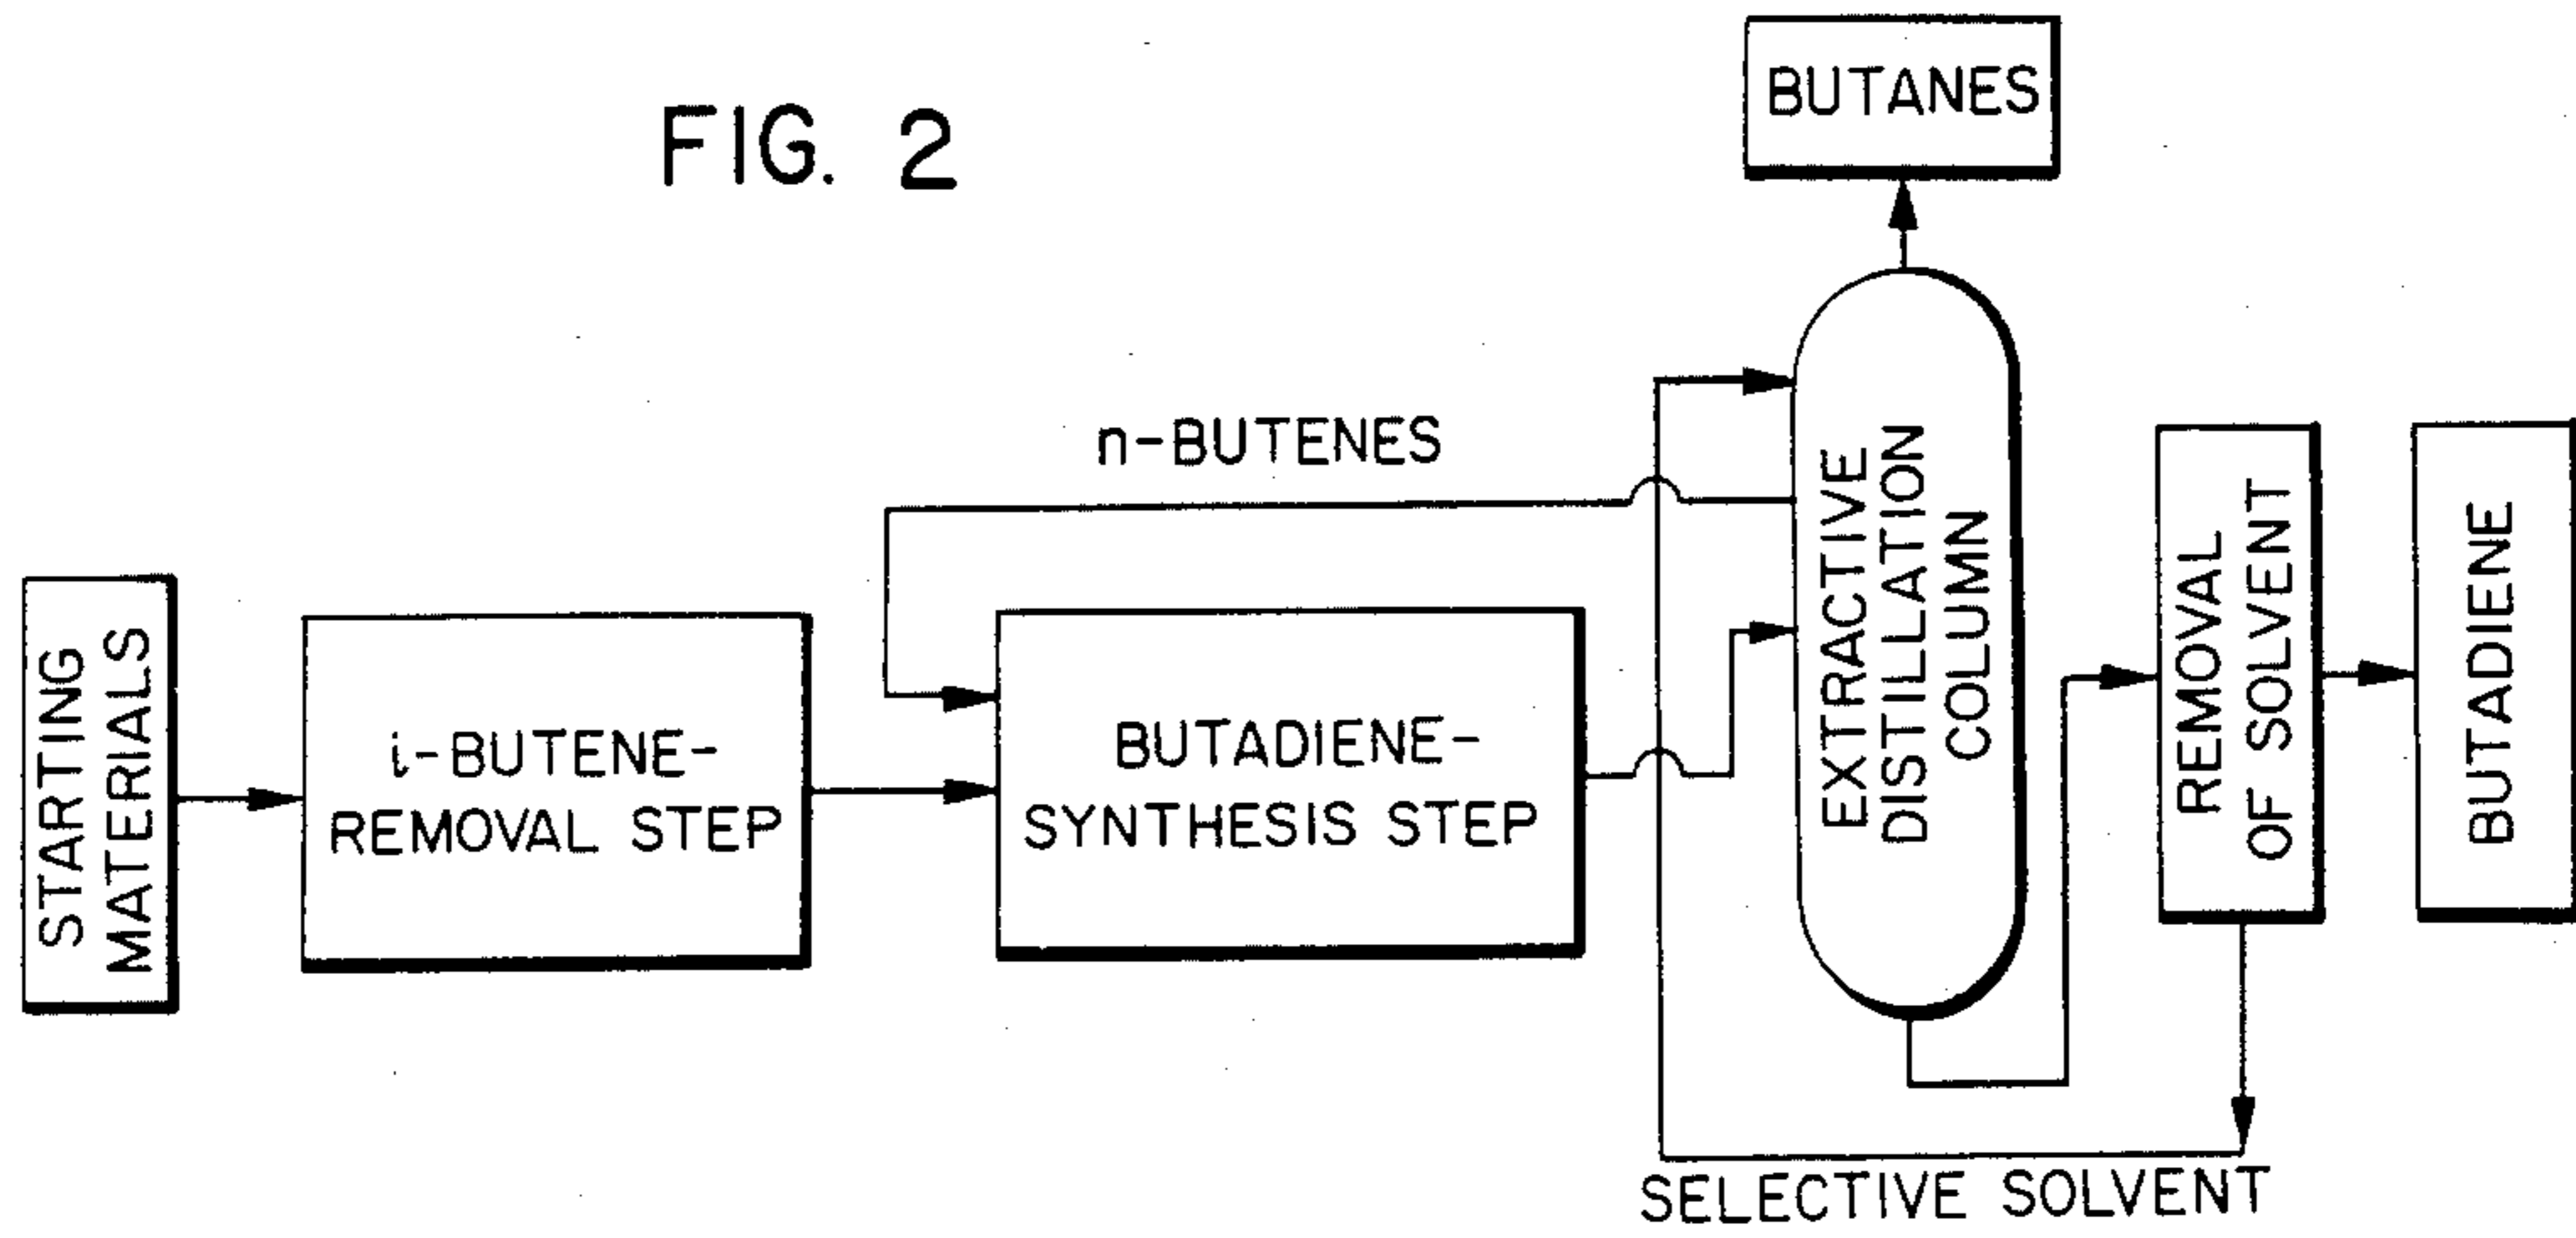 FIG. 2
BUTANES
n-BUTENES
STARTING
MATERIALS
i-BUTENE-
REMOVAL STEP
BUTADIENE-
SYNTHESIS STEP
EXTRACTIVE
DISTILLATION
COLUMN
REMOVAL
OF SOLVENT
BUTADIENE
SELECTIVE SOLVENT